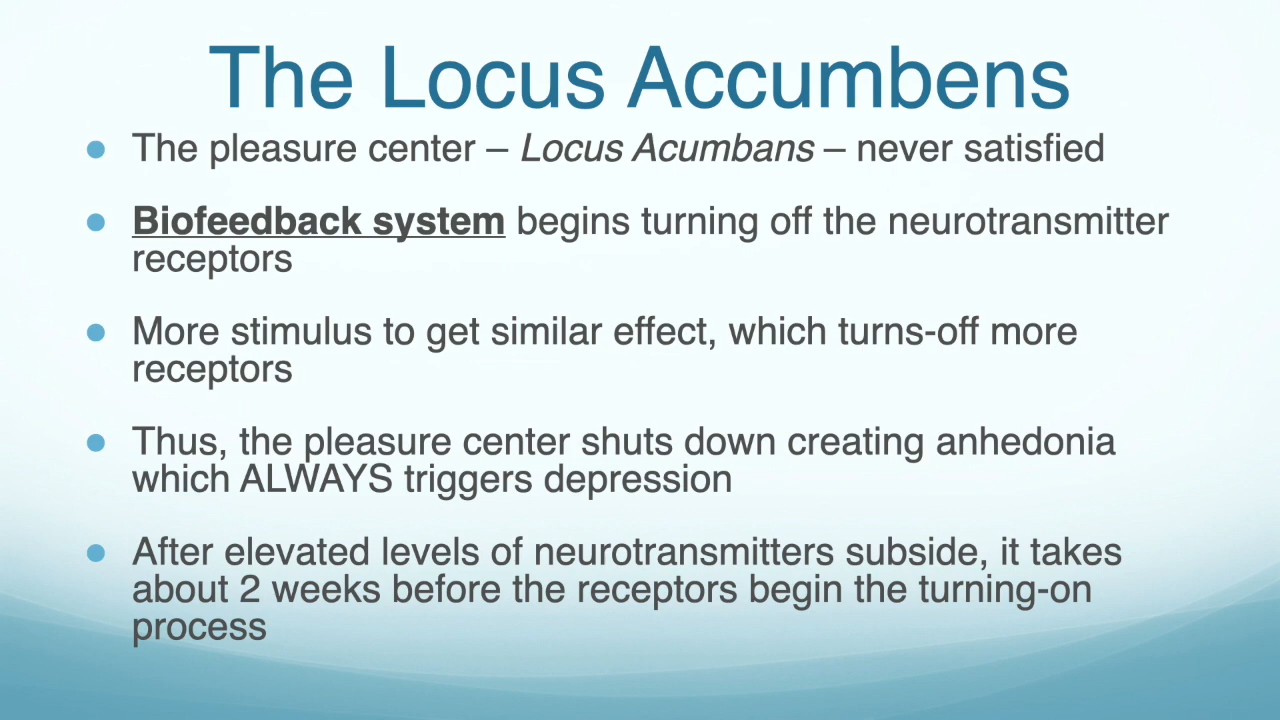 The Locus Accumbens
The pleasure center – Locus Acumbans – never satisfied
Biofeedback system begins turning off the neurotransmitter
receptors
More stimulus to get similar effect, which turns-off more
receptors
Thus, the pleasure center shuts down creating anhedonia
which ALWAYS triggers depression
After elevated levels of neurotransmitters subside, it takes
about 2 weeks before the receptors begin the turning-on
process